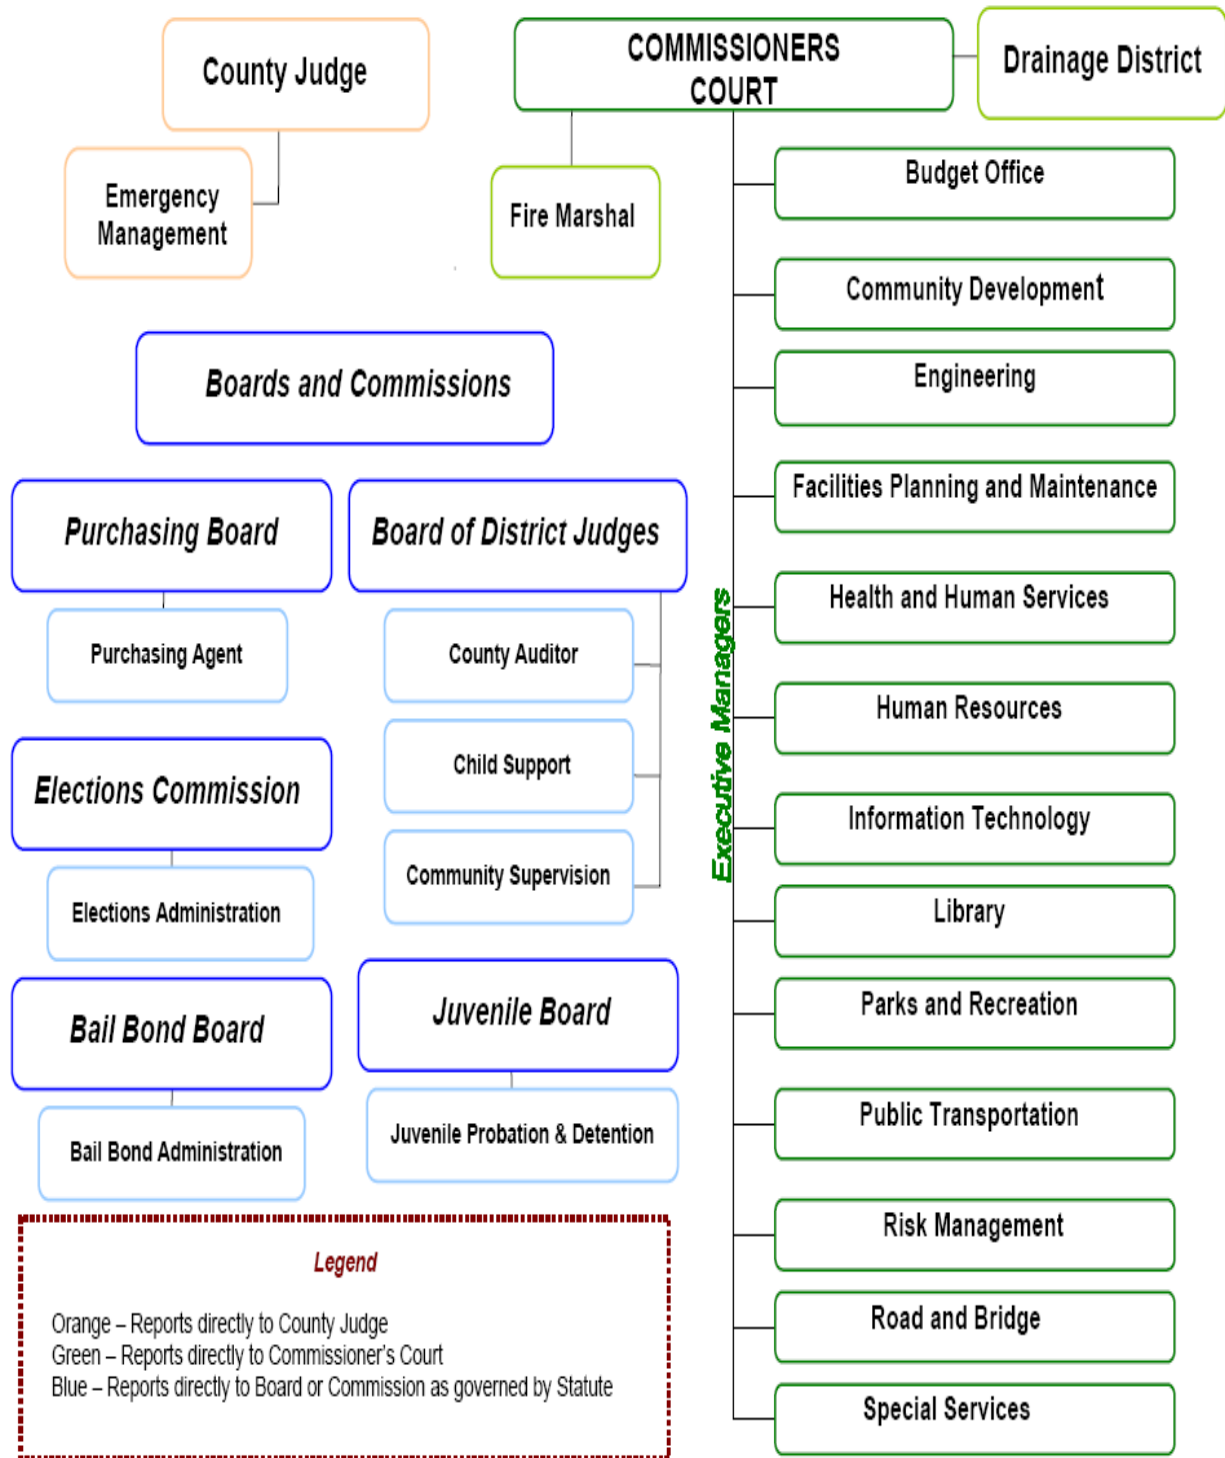 County Judge
COMMISSIONERS
COURT
Drainage District
Emergency
Management
Fire Marshal
Budget Office
Community Development
Engineering
Facilities Planning and Maintenance
Health and Human Services
Human Resources
Information Technology
Library
Parks and Recreation
Public Transportation
Risk Management
Road and Bridge
Special Services
Executive Managers
Boards and Commissions
Purchasing Board
Purchasing Agent
Board of District Judges
County Auditor
Child Support
Community Supervision
Elections Commission
Elections Administration
Bail Bond Board
Bail Bond Administration
Juvenile Board
Juvenile Probation & Detention
Legend
Orange – Reports directly to County Judge
Green – Reports directly to Commissioner's Court
Blue – Reports directly to Board or Commission as governed by Statute